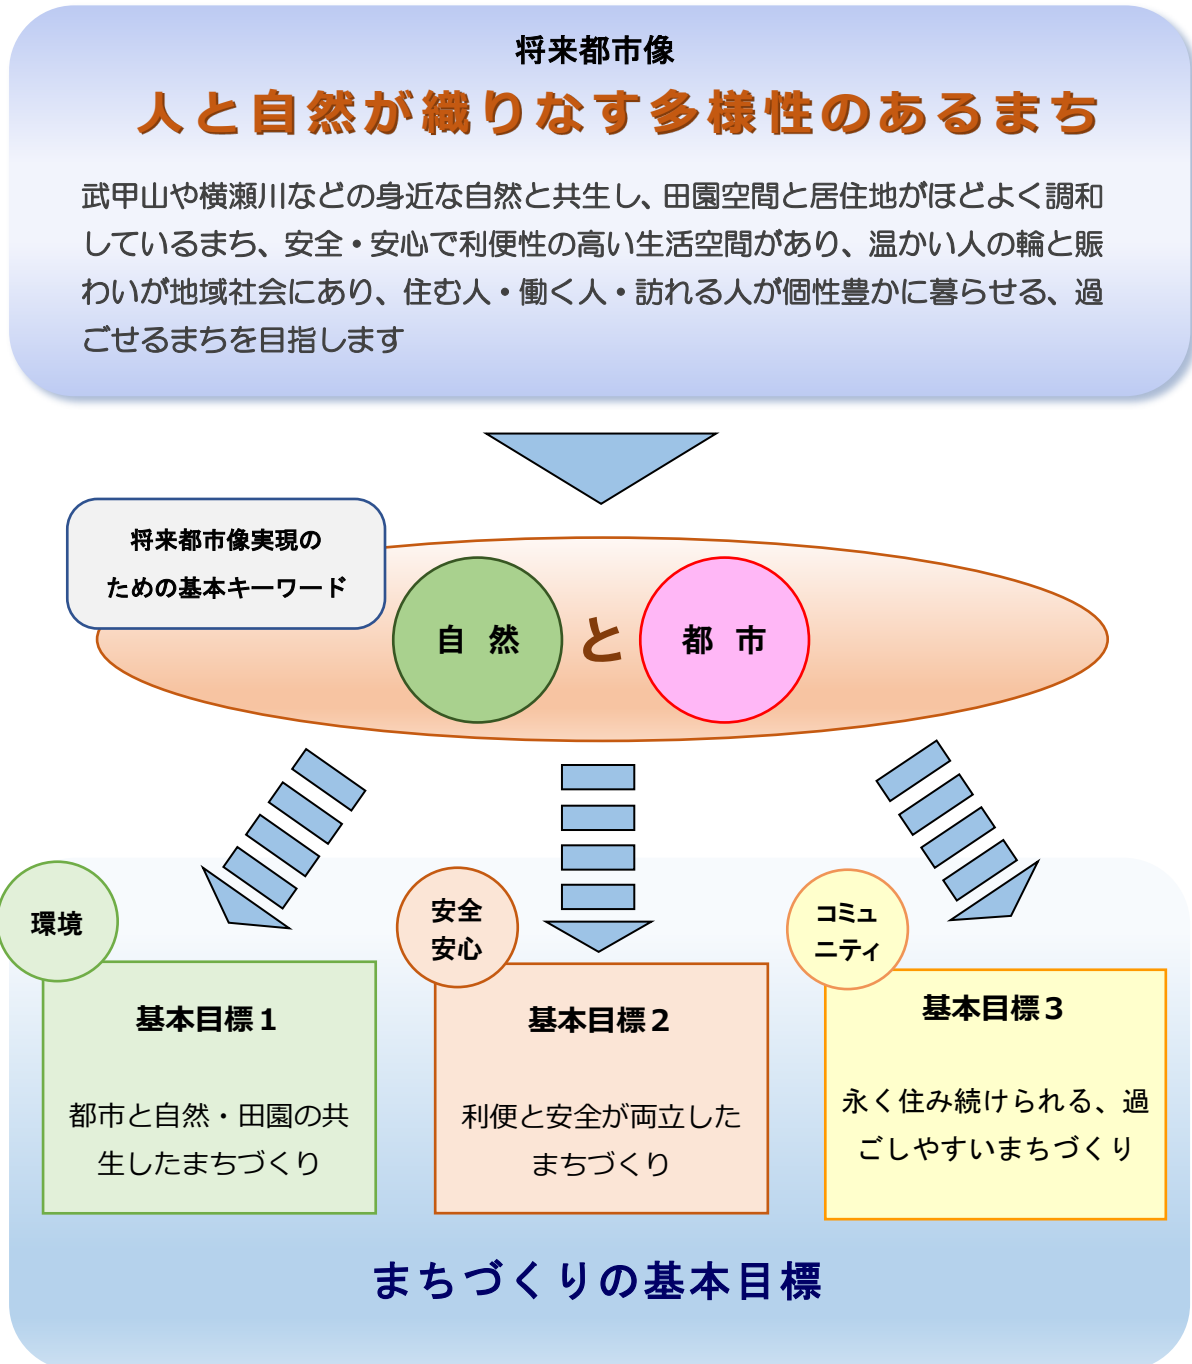 将来都市像
人と自然が織りなす多様性のあるまち
武甲山や横瀬川などの身近な自然と共生し、田園空間と居住地がほどよく調和
しているまち、安全・安心で利便性の高い生活空間があり、温かい人の輪と賑
わいが地域社会にあり、住む人・働く人・訪れる人が個性豊かに暮らせる、過
ごせるまちを目指します
将来都市像実現の
ための基本キーワード
自 然 と 都 市
環境
基本目標１
都市と自然・田園の共
生したまちづくり
安全
安心
基本目標２
利便と安全が両立した
まちづくり
コミュ
ニティ
基本目標３
永く住み続けられる、過
ごしやすいまちづくり
まちづくりの基本目標